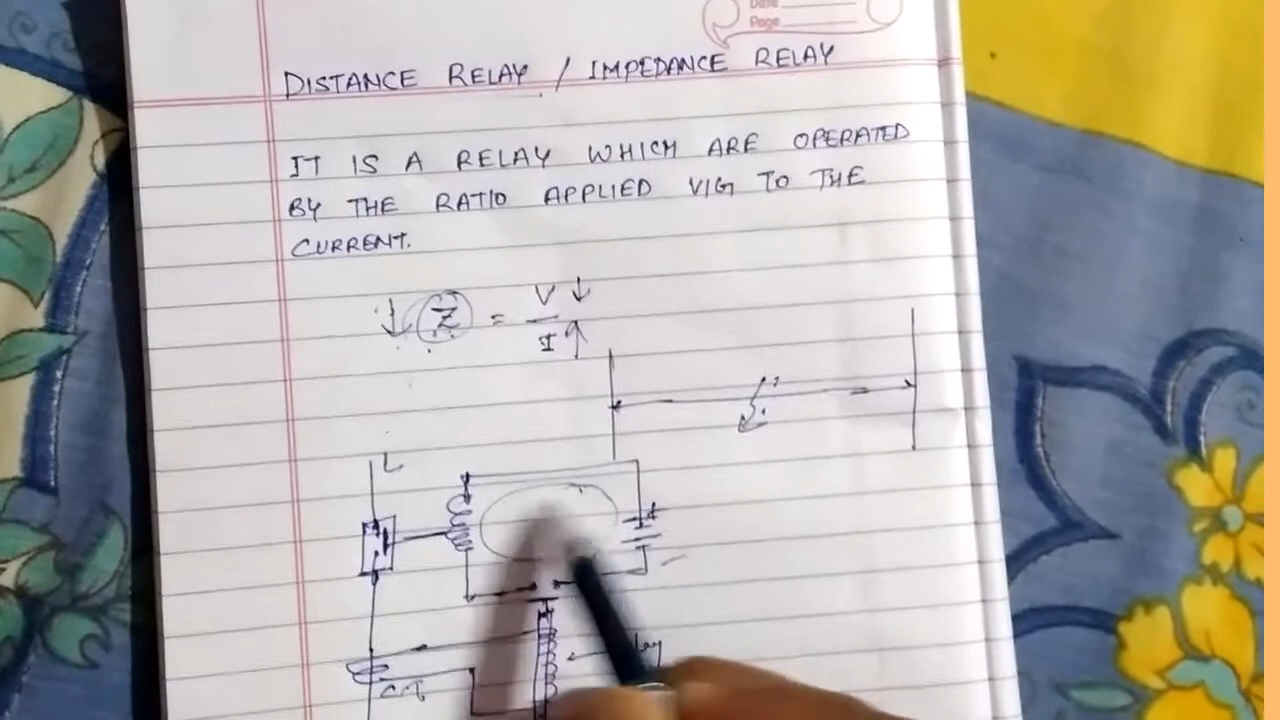 Date
Page
DISTANCE RELAY / IMPEDANCE RELAY
IT IS A RELAY WHICH ARE OPERATED
BY THE RATIO APPLIED V/G TO THE
CURRENT.
↓ Z = V ↓
I ↑
L
C.T